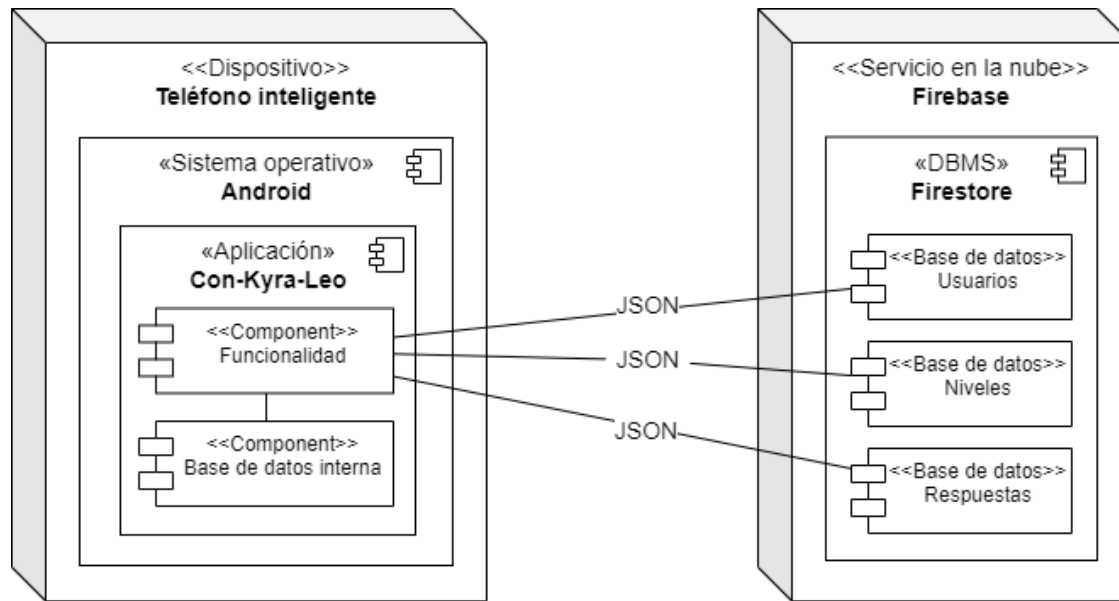 <<Dispositivo>>
Teléfono inteligente
«Sistema operativo»
Android
«Aplicación»
Con-Kyra-Leo
<<Component>>
Funcionalidad
<<Component>>
Base de datos interna
JSON
JSON
JSON
<<Servicio en la nube>>
Firebase
«DBMS»
Firestore
<<Base de datos>>
Usuarios
<<Base de datos>>
Niveles
<<Base de datos>>
Respuestas